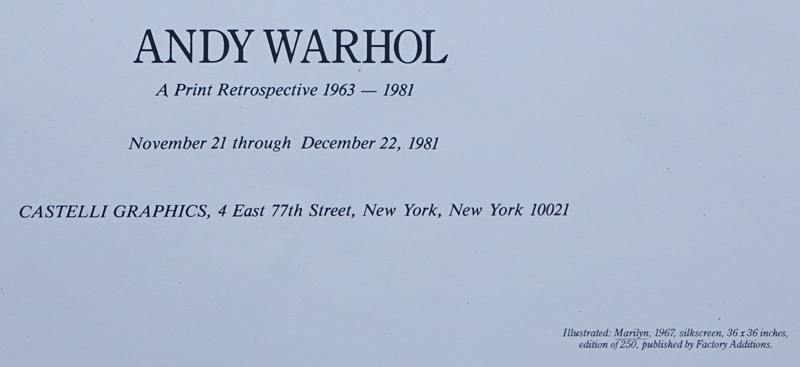 ANDY WARHOL
A Print Retrospective 1963 — 1981
November 21 through December 22, 1981
CASTELLI GRAPHICS, 4 East 77th Street, New York, New York 10021
Illustrated: Marilyn, 1967, silkscreen, 36 x 36 inches,
edition of 250, published by Factory Additions.